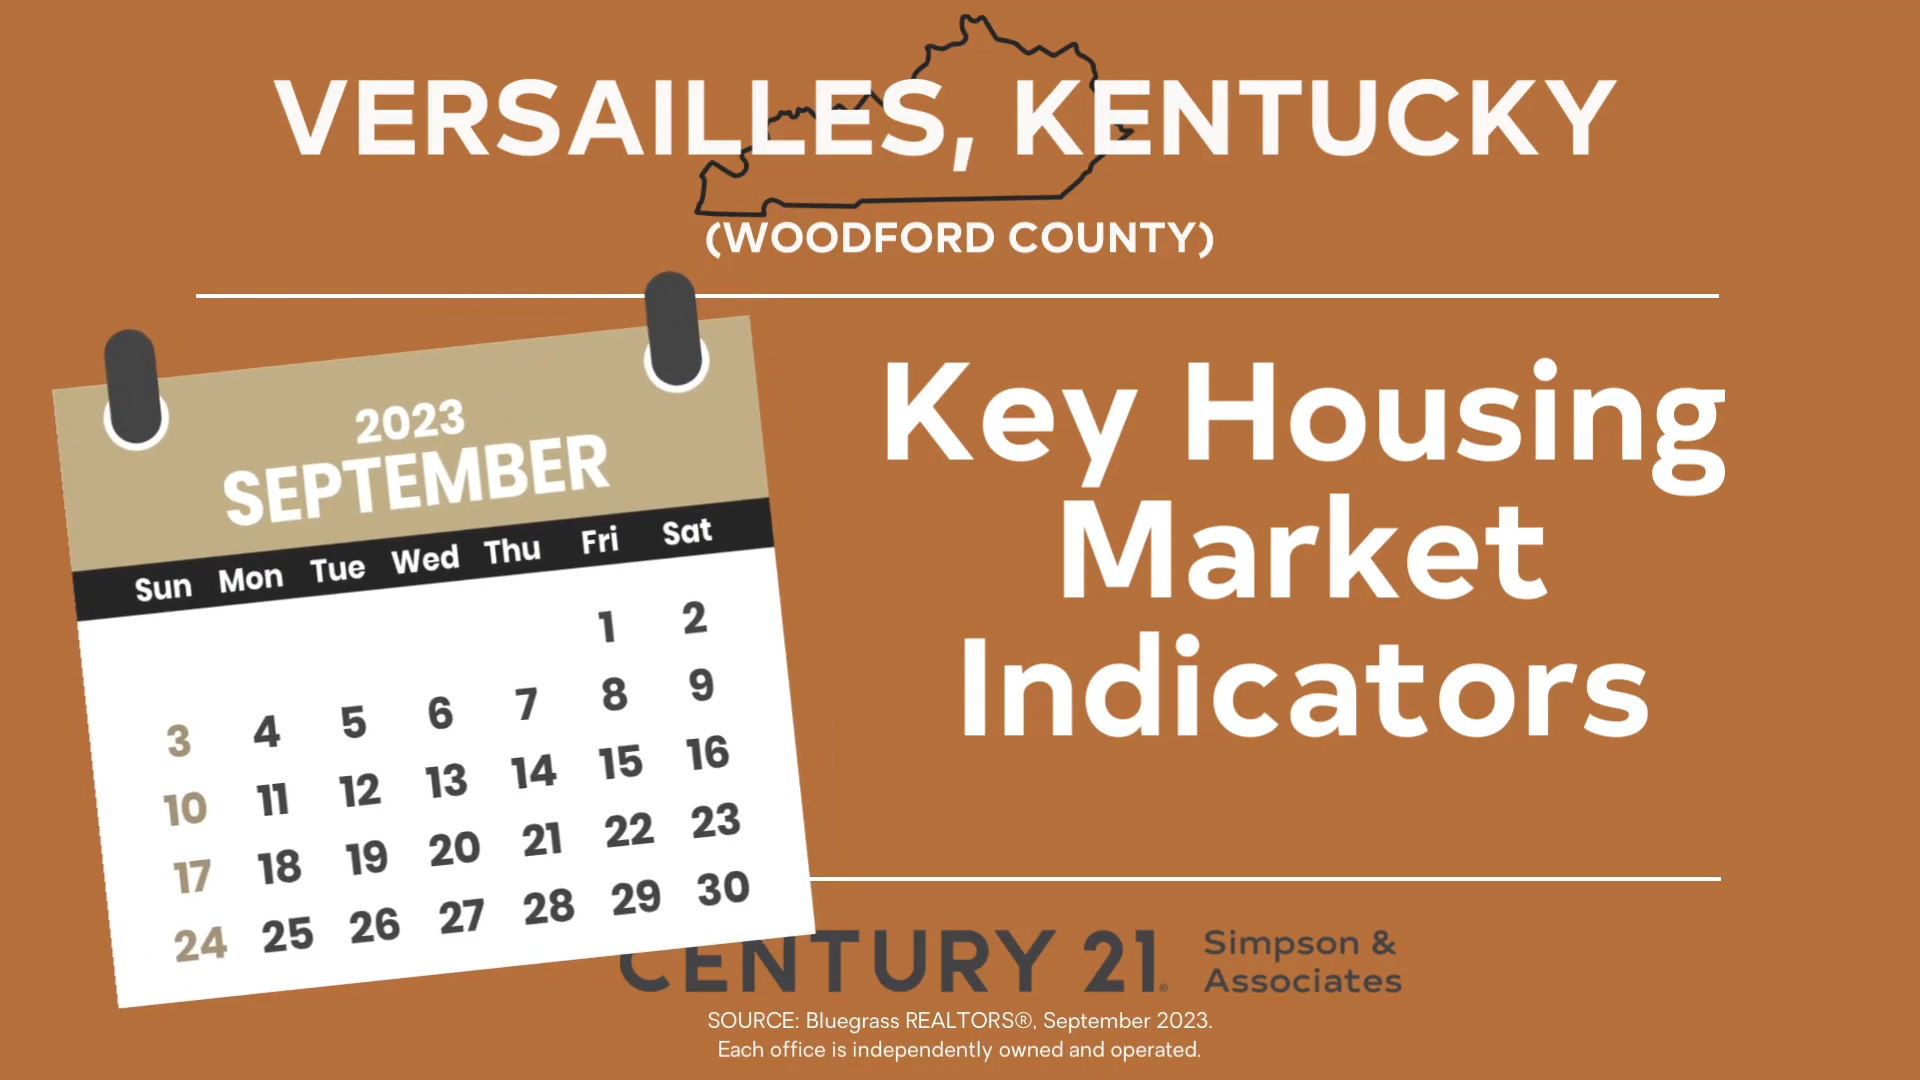 VERSAILLES, KENTUCKY
(WOODFORD COUNTY)
2023
SEPTEMBER
Sun Mon Tue Wed Thu Fri Sat
1 2
3 4 5 6 7 8 9
10 11 12 13 14 15 16
17 18 19 20 21 22 23
24 25 26 27 28 29 30
Key Housing
Market
Indicators
CENTURY 21®
Simpson &
Associates
SOURCE: Bluegrass REALTORS®, September 2023.
Each office is independently owned and operated.